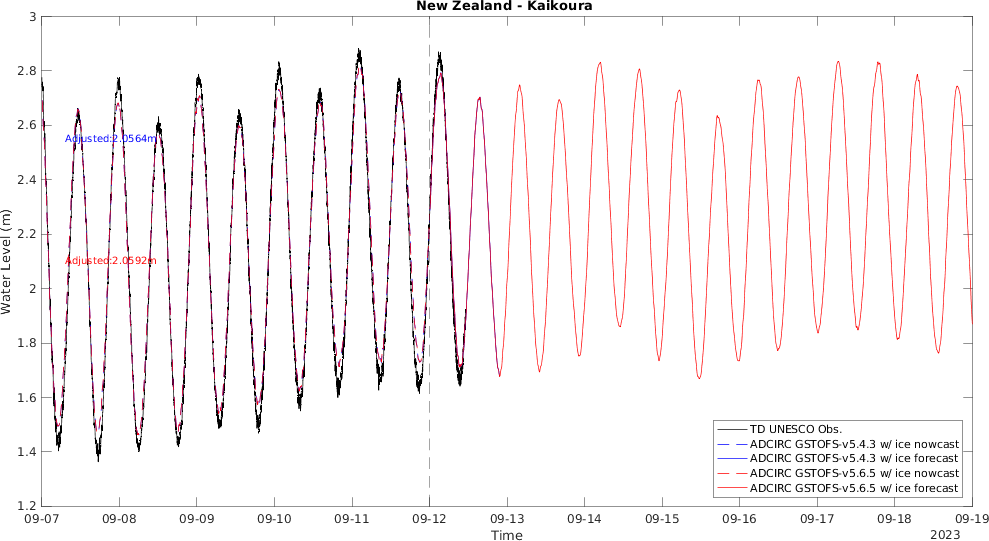 New Zealand - Kaikoura
3
2.8
2.6
2.4
2.2
2
1.8
1.6
1.4
1.2
Water Level (m)
Adjusted:2.0564m
Adjusted:2.0592m
TD UNESCO Obs.
ADCIRC GSTOFS-v5.4.3 w/ ice nowcast
ADCIRC GSTOFS-v5.4.3 w/ ice forecast
ADCIRC GSTOFS-v5.6.5 w/ ice nowcast
ADCIRC GSTOFS-v5.6.5 w/ ice forecast
09-07 09-08 09-09 09-10 09-11 09-12 09-13 09-14 09-15 09-16 09-17 09-18 09-19
Time
2023